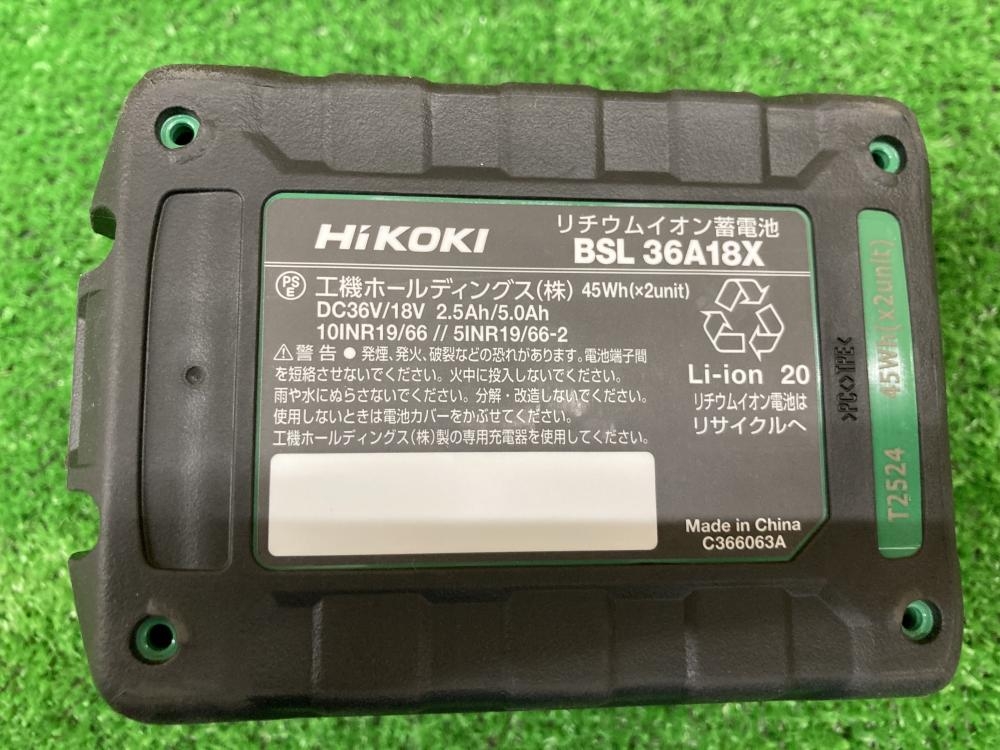 HiKOKI
リチウムイオン蓄電池
BSL 36A18X
PS E 工機ホールディングス(株) 45Wh(×2unit)
DC36V/18V 2.5Ah/5.0Ah
10INR19/66 // 5INR19/66-2
⚠警告 ● 発煙、発火、破裂などの恐れがあります。電池端子間
を短絡させないでください。火中に投入しないでください。
雨や水にぬらさないでください。分解・改造しないでください。
使用しないときは電池カバーをかぶせてください。
工機ホールディングス(株)製の専用充電器を使用してください。
Li-ion 20
リチウムイオン電池は
リサイクルへ
Made in China
C366063A
>PC<>TPE<
T2524 45Wh(x2unit)